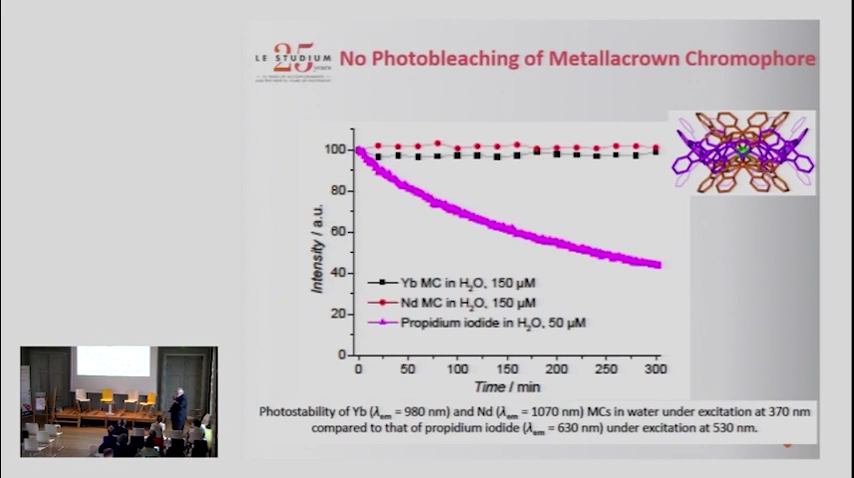 LE STUDIUM
25
years
No Photobleaching of Metallacrown Chromophore
100
80
60
40
20
0
Intensity / a.u.
Yb MC in H₂O, 150 µM
Nd MC in H₂O, 150 µM
Propidium iodide in H₂O, 50 µM
0 50 100 150 200 250 300
Time / min
Photostability of Yb (λem = 980 nm) and Nd (λem = 1070 nm) MCs in water under excitation at 370 nm
compared to that of propidium iodide (λem = 630 nm) under excitation at 530 nm.